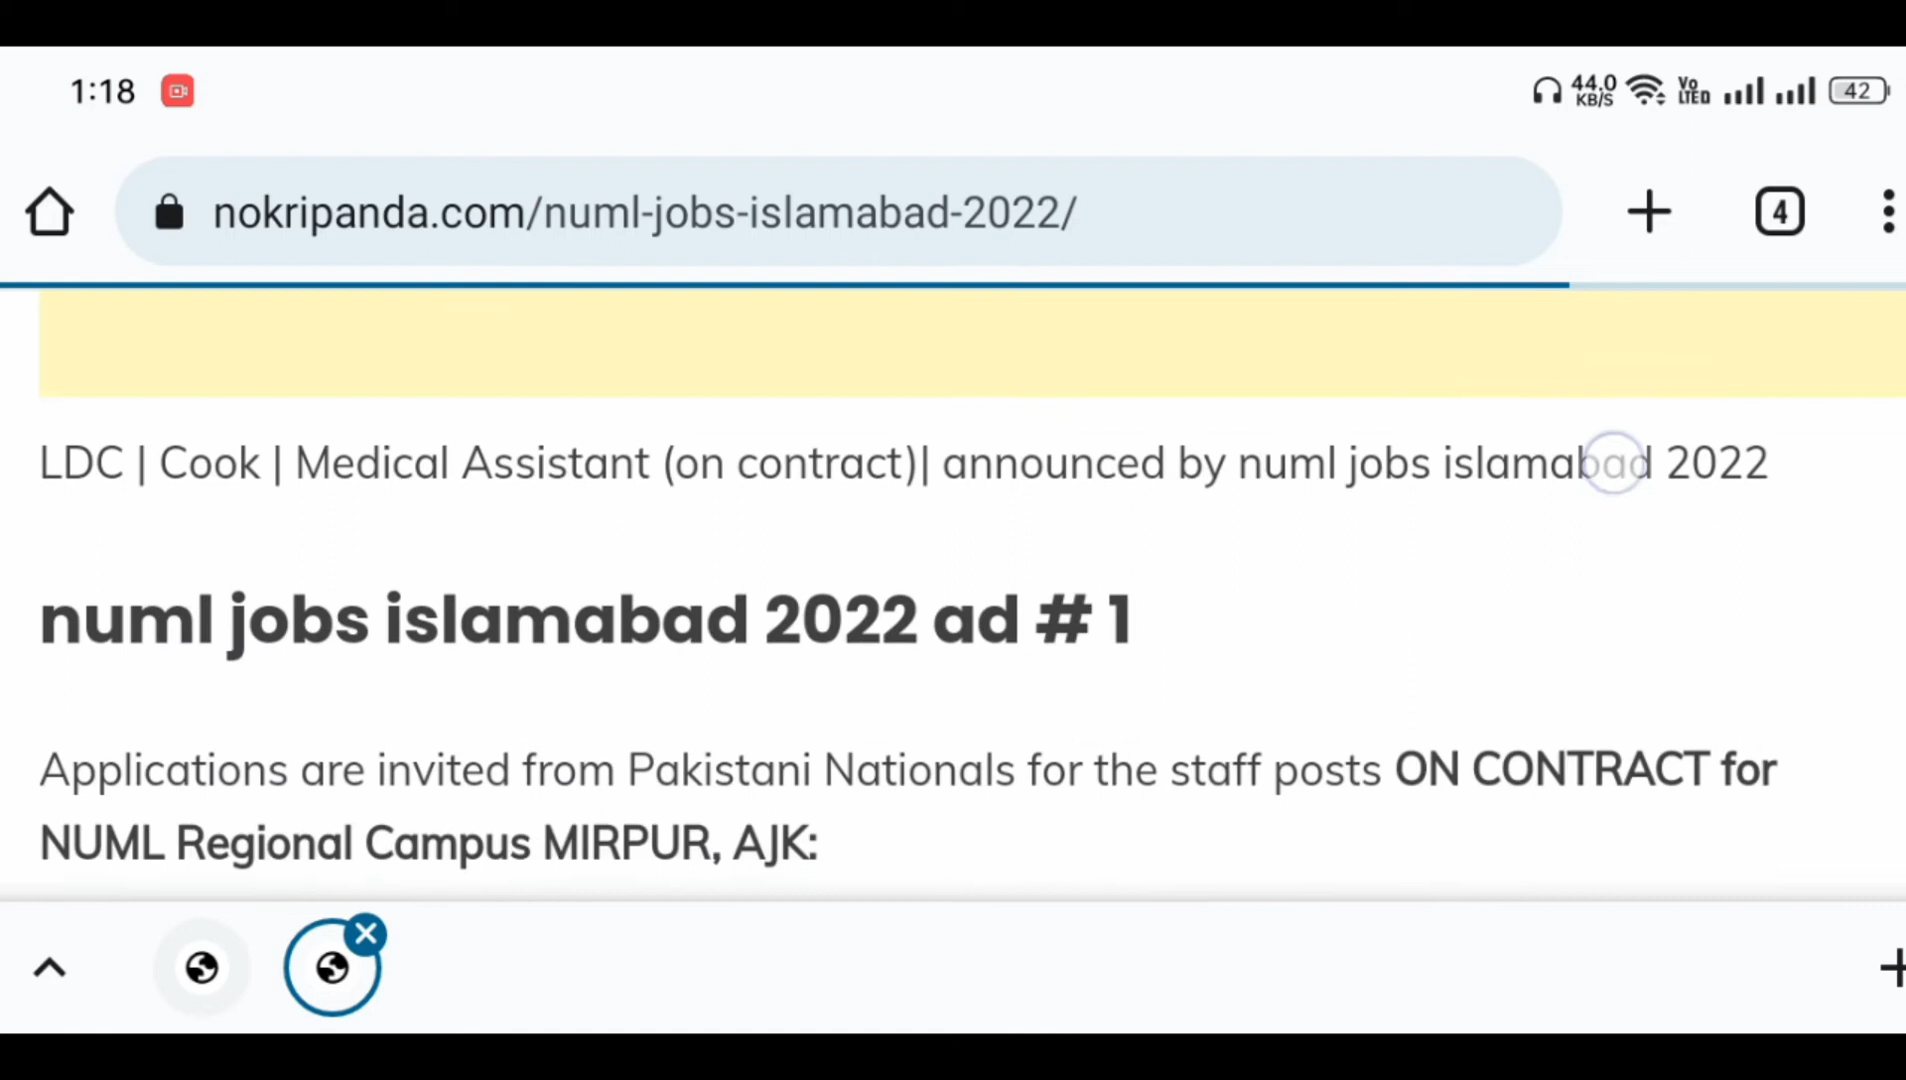 1:18
44.0
KB/S
Vo
LTED
42
nokripanda.com/numl-jobs-islamabad-2022/
4
LDC | Cook | Medical Assistant (on contract)| announced by numl jobs islamabad 2022
numl jobs islamabad 2022 ad # 1
Applications are invited from Pakistani Nationals for the staff posts ON CONTRACT for
NUML Regional Campus MIRPUR, AJK: